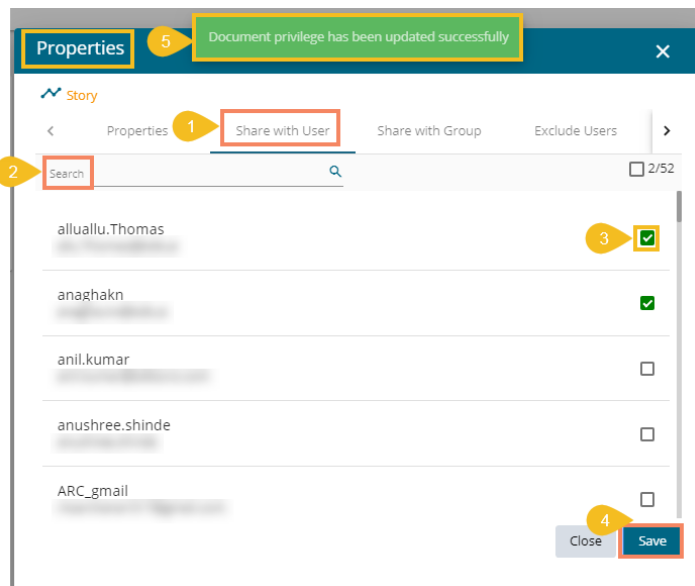 Properties
5
Document privilege has been updated successfully
Story
Properties
1
Share with User
Share with Group
Exclude Users
2
Search
2/52
alluallu.Thomas
3
anaghakn
anil.kumar
anushree.shinde
ARC_gmail
4
Close
Save